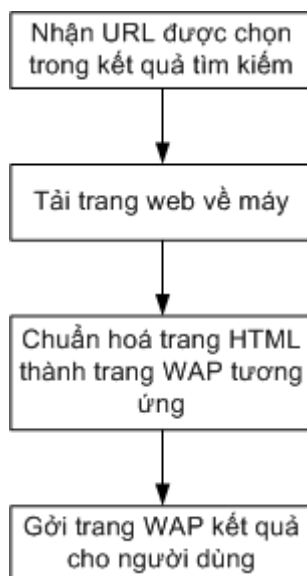 Nhận URL được chọn
trong kết quả tìm kiếm
Tải trang web về máy
Chuẩn hoá trang HTML
thành trang WAP tương
ứng
Gởi trang WAP kết quả
cho người dùng